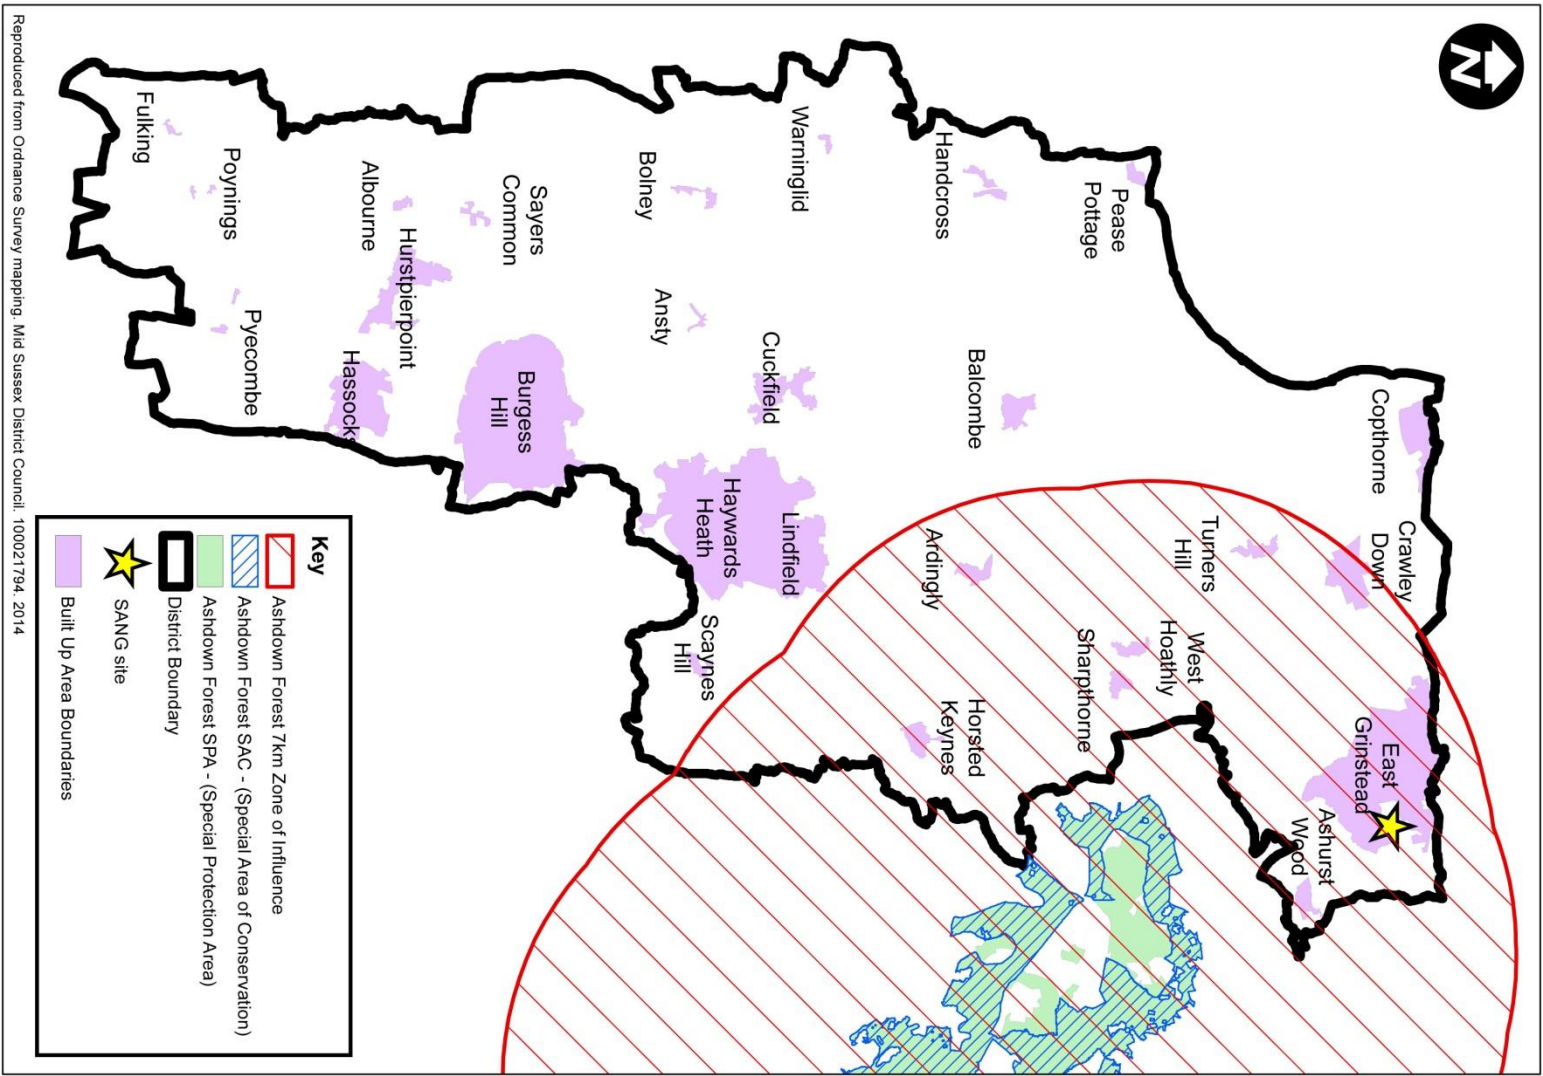 N
Copthorne
Crawley
Down
East
Grinstead
Ashurst
Wood
Turners
Hill
West
Hoathly
Pease
Pottage
Sharpthorne
Handcross
Balcombe
Horsted
Keynes
Ardingly
Warninglid
Cuckfield
Lindfield
Haywards
Heath
Scaynes
Hill
Bolney
Ansty
Sayers
Common
Burgess
Hill
Hurstpierpoint
Albourne
Hassocks
Poynings
Pyecombe
Fulking
Key
Ashdown Forest 7km Zone of Influence
Ashdown Forest SAC - (Special Area of Conservation)
Ashdown Forest SPA - (Special Protection Area)
District Boundary
SANG site
Built Up Area Boundaries
Reproduced from Ordnance Survey mapping. Mid Sussex District Council. 100021794. 2014